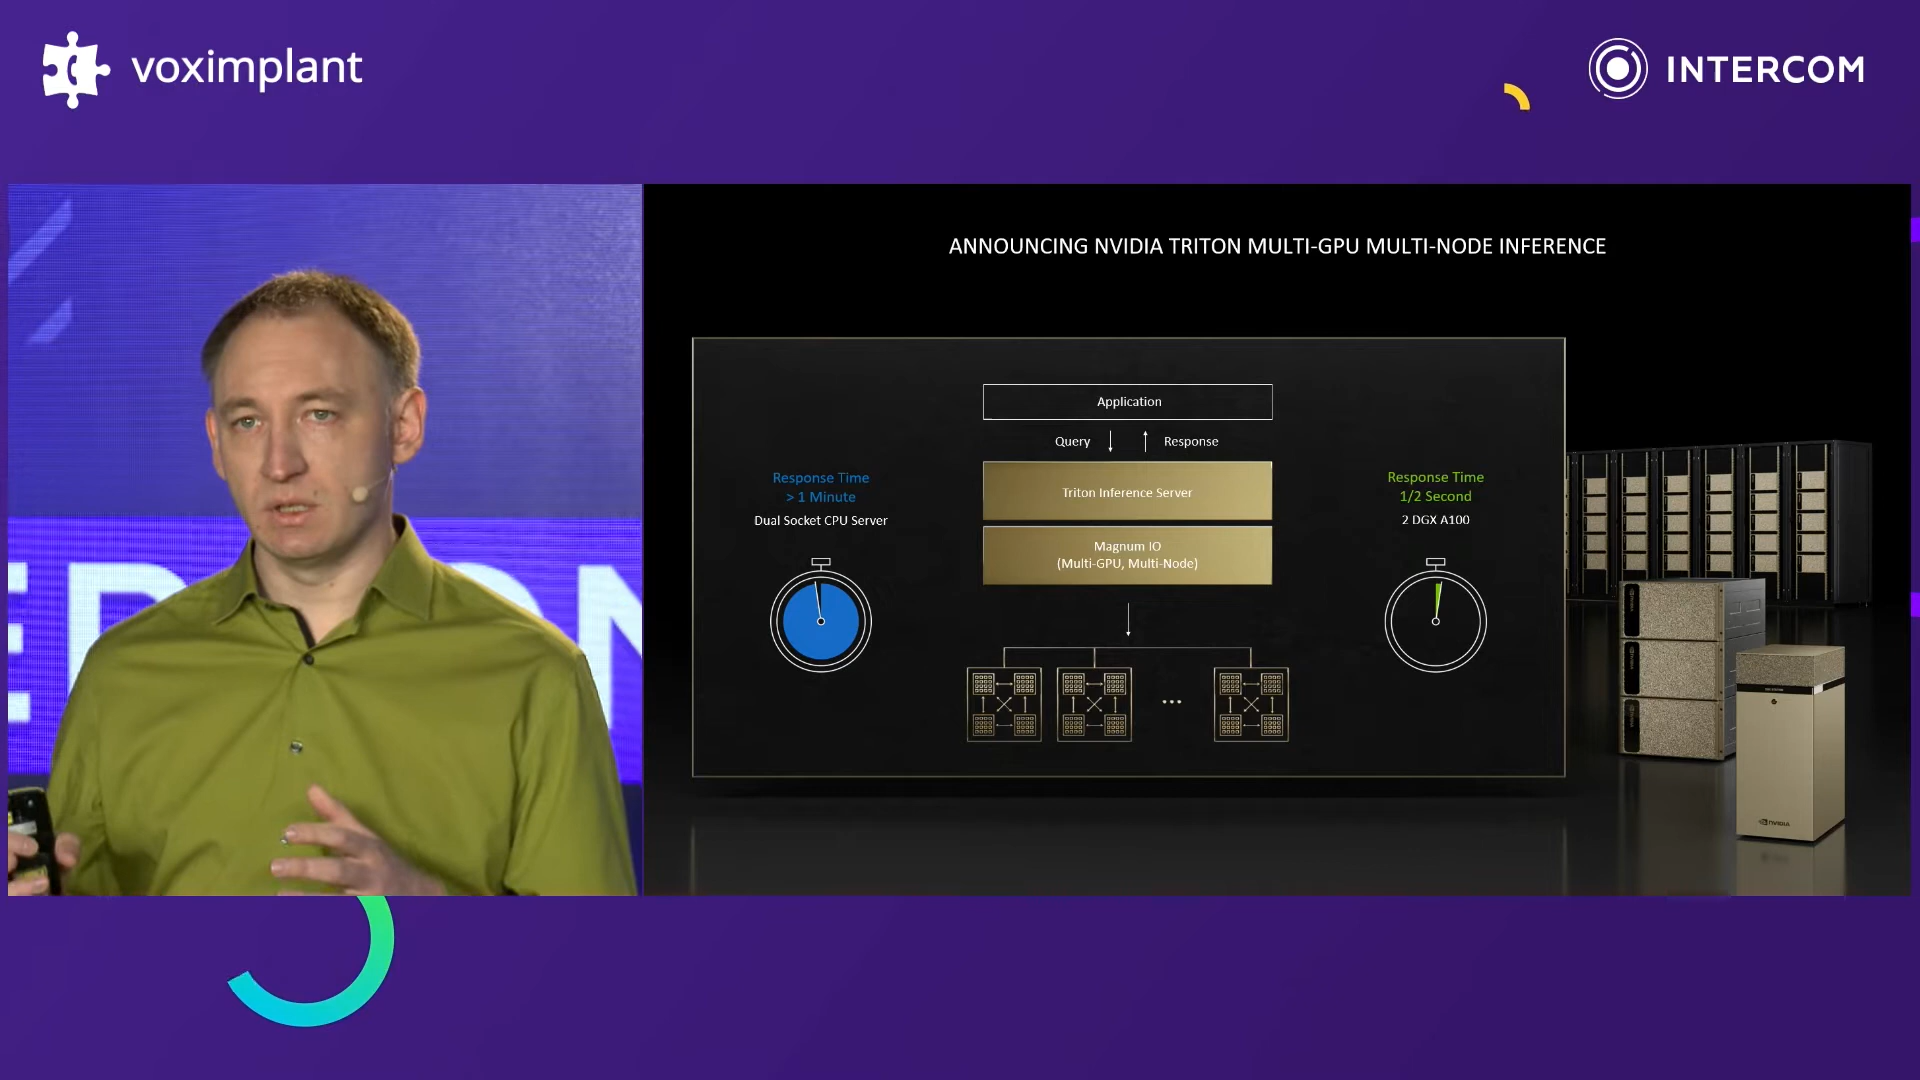 voximplant
INTERCOM
ANNOUNCING NVIDIA TRITON MULTI-GPU MULTI-NODE INFERENCE
Application
Query
Response
Response Time
> 1 Minute
Dual Socket CPU Server
Triton Inference Server
Magnum IO
(Multi-GPU, Multi-Node)
Response Time
1/2 Second
2 DGX A100
...
NVIDIA